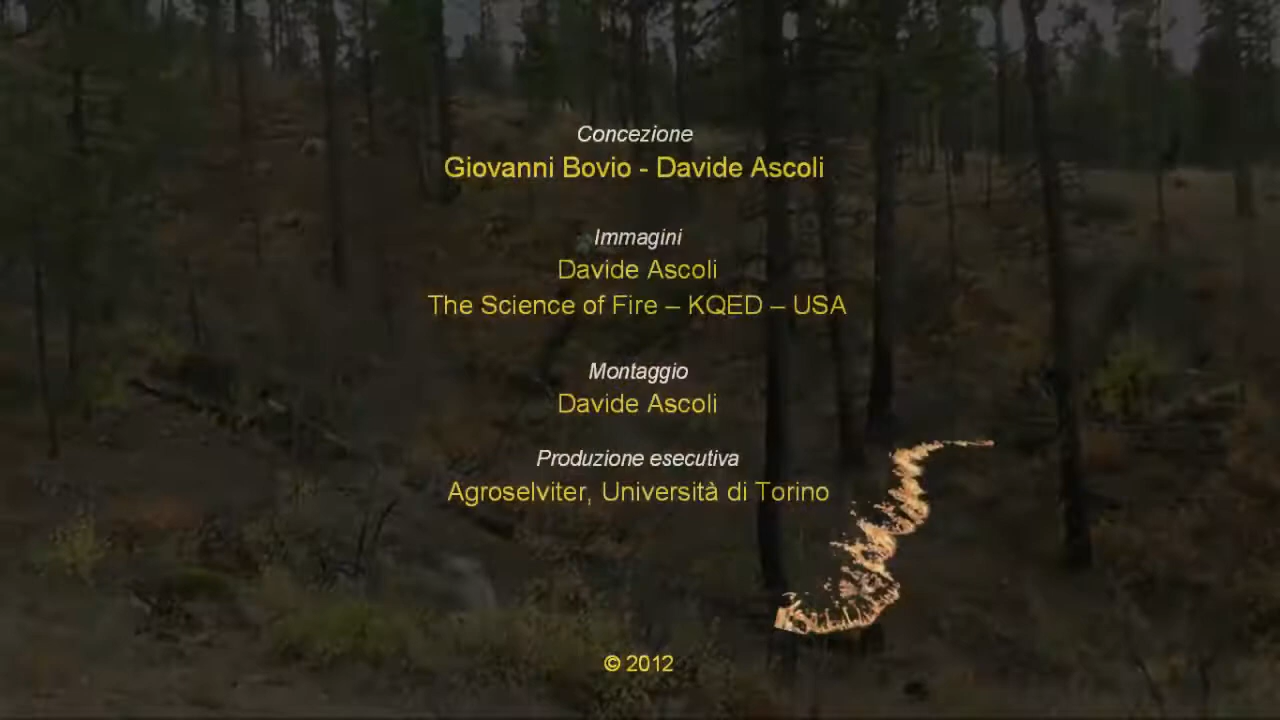 Concezione
Giovanni Bovio - Davide Ascoli
Immagini
Davide Ascoli
The Science of Fire – KQED – USA
Montaggio
Davide Ascoli
Produzione esecutiva
Agroselviter, Università di Torino
© 2012